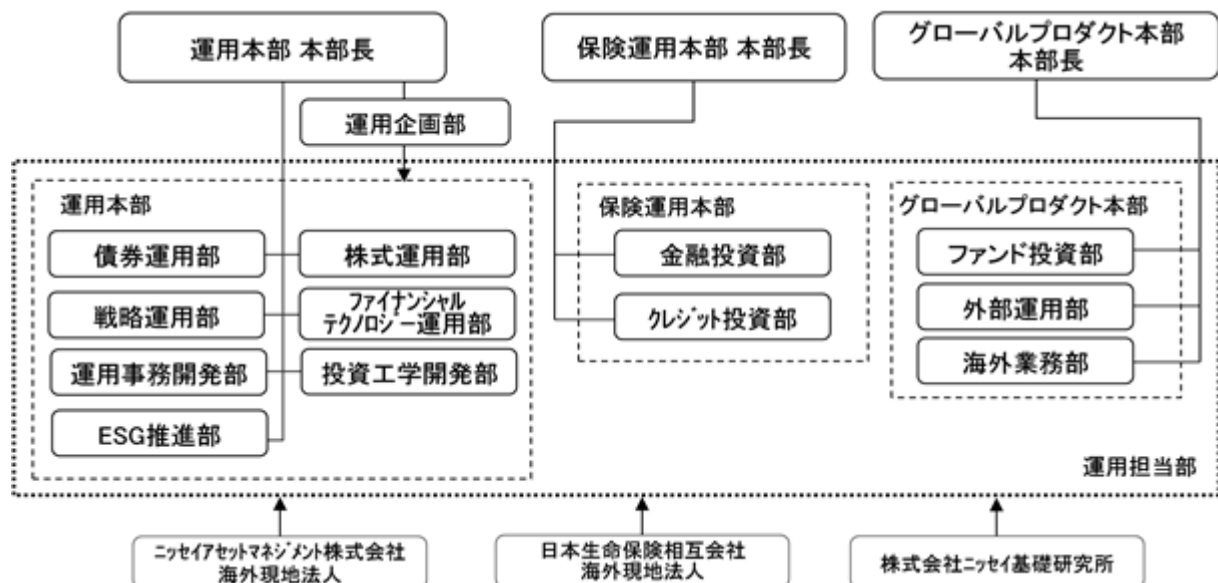 運用本部 本部長
保険運用本部 本部長
グローバルプロダクト本部
本部長
運用企画部
運用本部
債券運用部
株式運用部
戦略運用部
ファイナンシャル
テクノロジー運用部
運用事務開発部
投資工学開発部
ESG推進部
保険運用本部
金融投資部
クレジット投資部
グローバルプロダクト本部
ファンド投資部
外部運用部
海外業務部
運用担当部
ニッセイアセットマネジメント株式会社
海外現地法人
日本生命保険相互会社
海外現地法人
株式会社ニッセイ基礎研究所